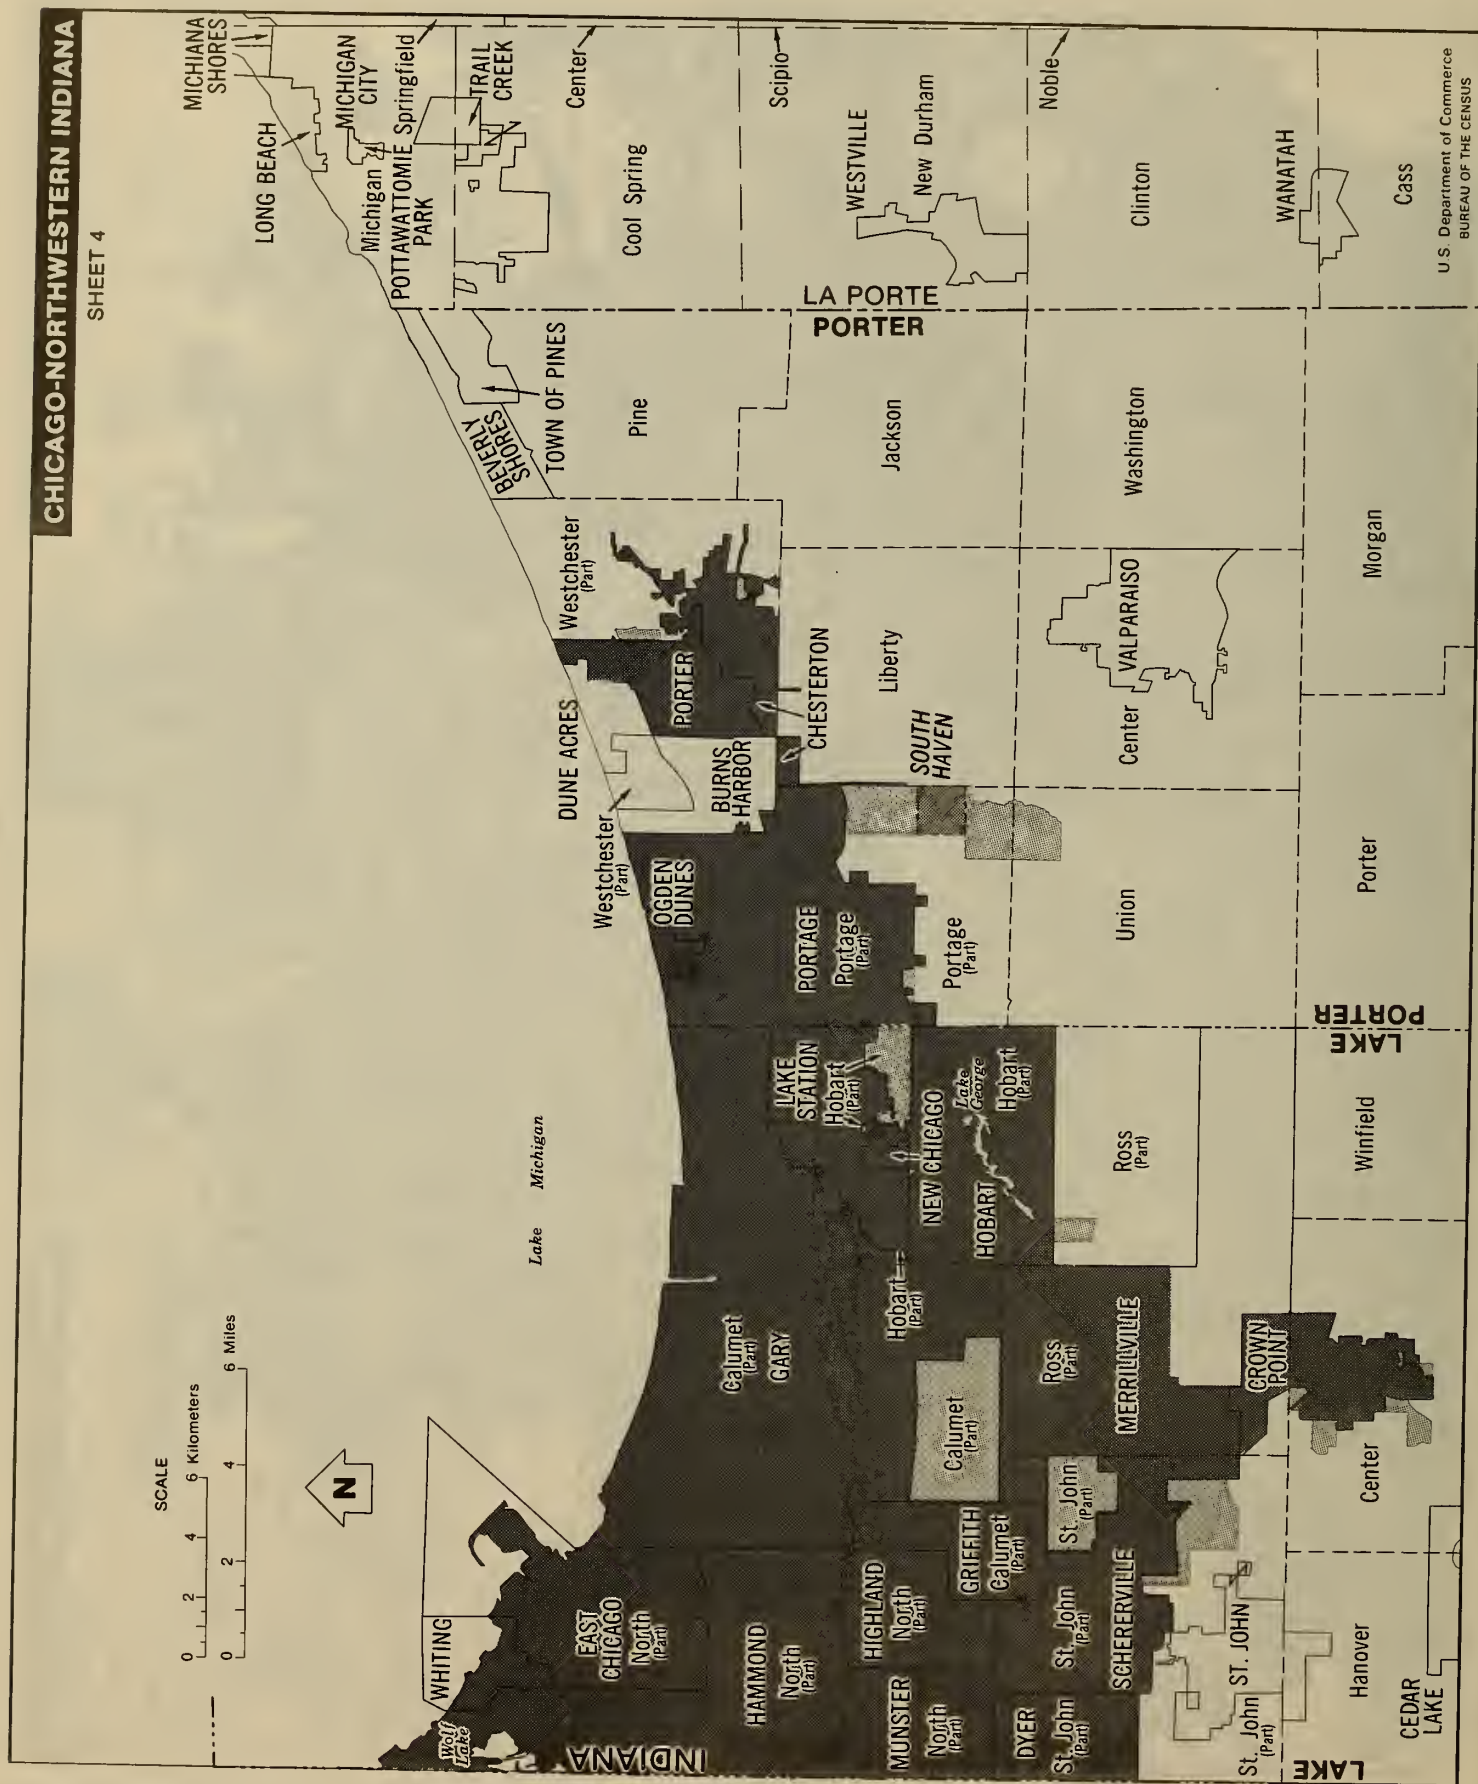 CHICAGO-NORTHWESTERN INDIANA
SHEET 4
MICHIANA
SHORES
LONG BEACH
MICHIGAN
CITY
Springfield
Michigan
POTTAWATTOMIE
PARK
TRAIL
CREEK
Center
Cool Spring
Scipio
WESTVILLE
New Durham
Noble
Clinton
WANATAH
Cass
U.S. Department of Commerce
BUREAU OF THE CENSUS
LA PORTE
PORTER
BEVERLY
SHORES
TOWN OF PINES
Pine
Jackson
Washington
Morgan
Westchester
(Part)
PORTER
CHESTERTON
Liberty
VALPARAISO
Center
DUNE ACRES
Westchester
(Part)
BURNS
HARBOR
SOUTH
HAVEN
OGDEN
DUNES
PORTAGE
Portage
(Part)
Portage
(Part)
Union
Porter
PORTER
LAKE
Lake Michigan
LAKE
STATION
Hobart
(Part)
NEW CHICAGO
Lake
George
Hobart
(Part)
HOBART
Ross
(Part)
Winfield
Calumet
(Part)
GARY
Hobart
(Part)
Calumet
(Part)
Ross
(Part)
MERRILLVILLE
CROWN
POINT
Center
SCALE
0 2 4 6 Kilometers
0 2 4 6 Miles
N
WHITING
Wolf
Lake
EAST
CHICAGO
North
(Part)
HAMMOND
North
(Part)
HIGHLAND
North
(Part)
GRIFFITH
Calumet
(Part)
St. John
(Part)
MUNSTER
North
(Part)
DYER
St. John
(Part)
St. John
(Part)
SCHERERVILLE
ST. JOHN
St. John
(Part)
Hanover
CEDAR
LAKE
INDIANA
LAKE